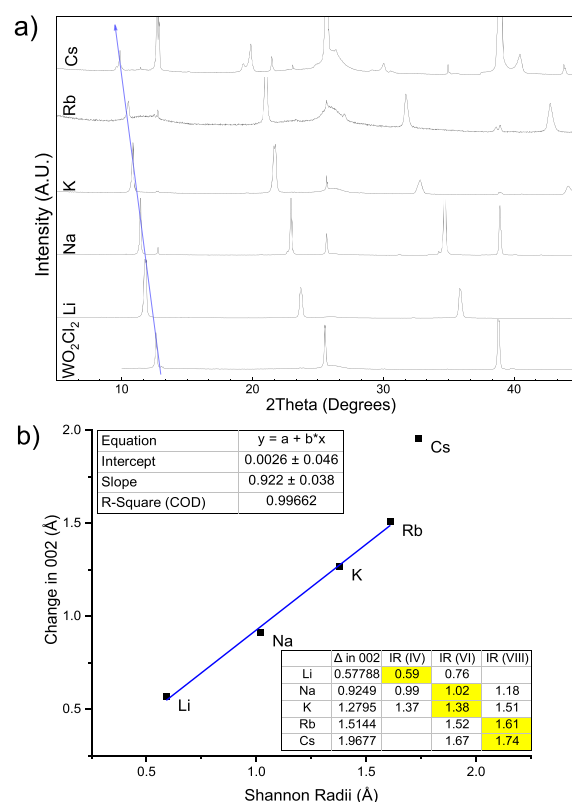 a)
Intensity (A.U.)
Cs
Rb
K
Na
Li
WO₂Cl₂
10 20 30 40
2Theta (Degrees)
b)
Change in 002 (Å)
2.0
1.5
1.0
0.5
Equation y = a + b*x
Intercept 0.0026 ± 0.046
Slope 0.922 ± 0.038
R-Square (COD) 0.99662
Cs
Rb
K
Na
Li
Δ in 002 IR (IV) IR (VI) IR (VIII)
Li 0.57788 0.59 0.76
Na 0.9249 0.99 1.02 1.18
K 1.2795 1.37 1.38 1.51
Rb 1.5144 1.52 1.61
Cs 1.9677 1.67 1.74
0.5 1.0 1.5 2.0
Shannon Radii (Å)